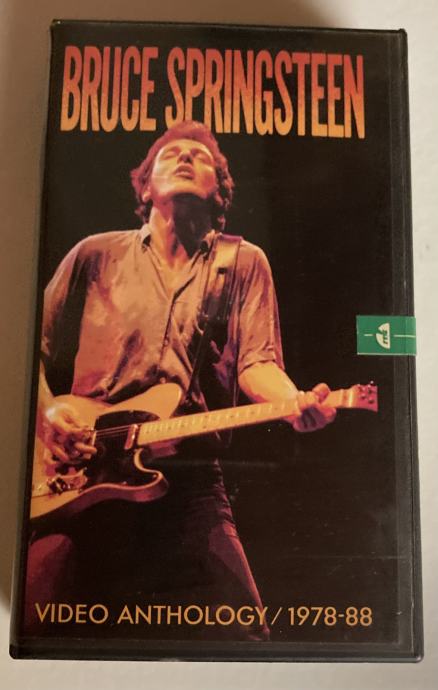 BRUCE SPRINGSTEEN
VIDEO ANTHOLOGY / 1978-88